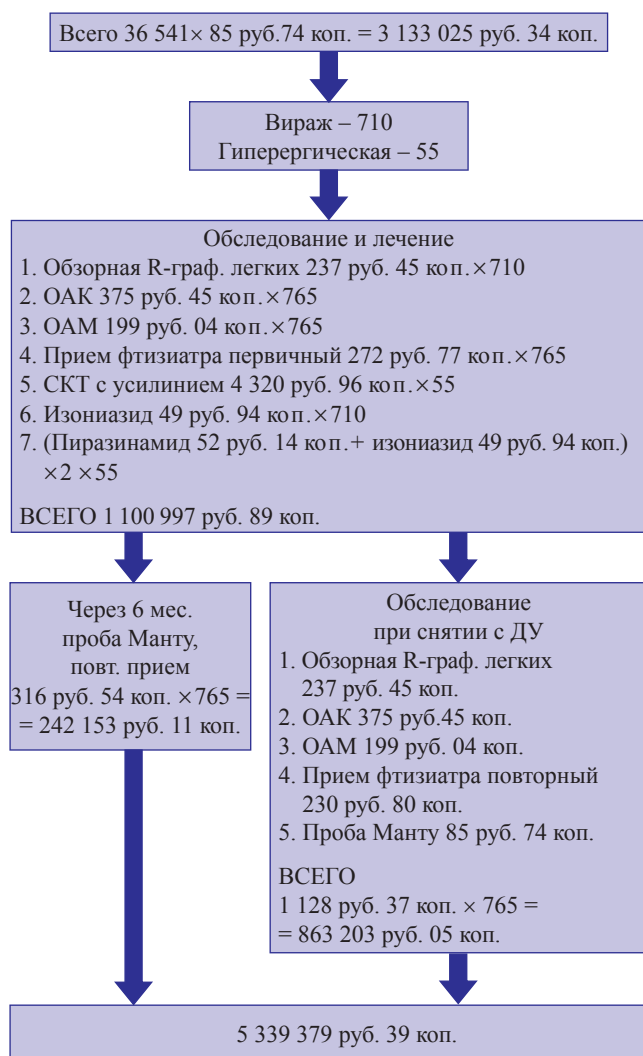 Всего 36 541× 85 руб.74 коп. = 3 133 025 руб. 34 коп.
Вираж – 710
Гиперергическая – 55
Обследование и лечение
1. Обзорная R-граф. легких 237 руб. 45 коп.×710
2. ОАК 375 руб. 45 коп.×765
3. ОАМ 199 руб. 04 коп.×765
4. Прием фтизиатра первичный 272 руб. 77 коп.×765
5. СКТ с усилинием 4 320 руб. 96 коп.×55
6. Изониазид 49 руб. 94 коп.×710
7. (Пиразинамид 52 руб. 14 коп.+ изониазид 49 руб. 94 коп.)
×2 ×55
ВСЕГО 1 100 997 руб. 89 коп.
Через 6 мес.
проба Манту,
повт. прием
316 руб. 54 коп. ×765 =
= 242 153 руб. 11 коп.
Обследование
при снятии с ДУ
1. Обзорная R-граф. легких
237 руб. 45 коп.
2. ОАК 375 руб.45 коп.
3. ОАМ 199 руб. 04 коп.
4. Прием фтизиатра повторный
230 руб. 80 коп.
5. Проба Манту 85 руб. 74 коп.
ВСЕГО
1 128 руб. 37 коп. × 765 =
= 863 203 руб. 05 коп.
5 339 379 руб. 39 коп.